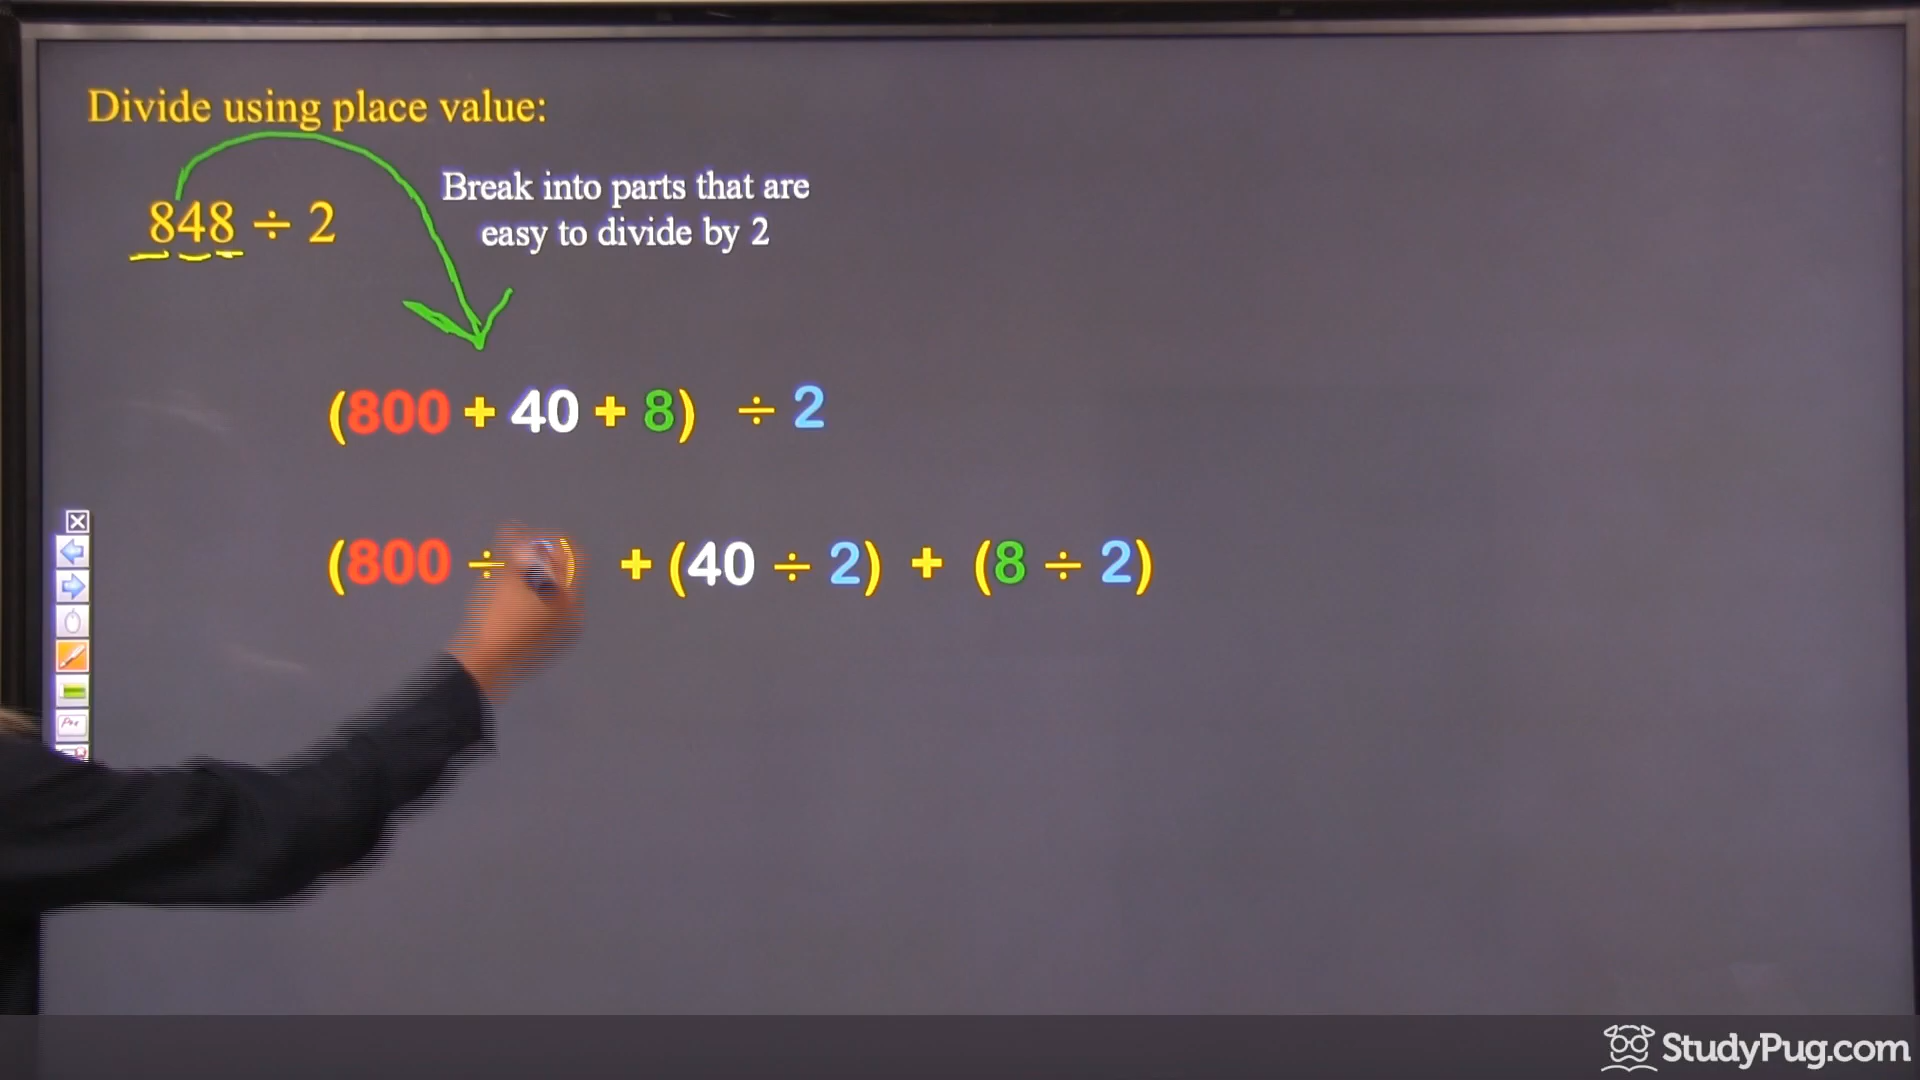 Divide using place value:
Break into parts that are
easy to divide by 2
848 ÷ 2
(800 + 40 + 8) ÷ 2
(800 ÷ ) + (40 ÷ 2) + (8 ÷ 2)
StudyPug.com